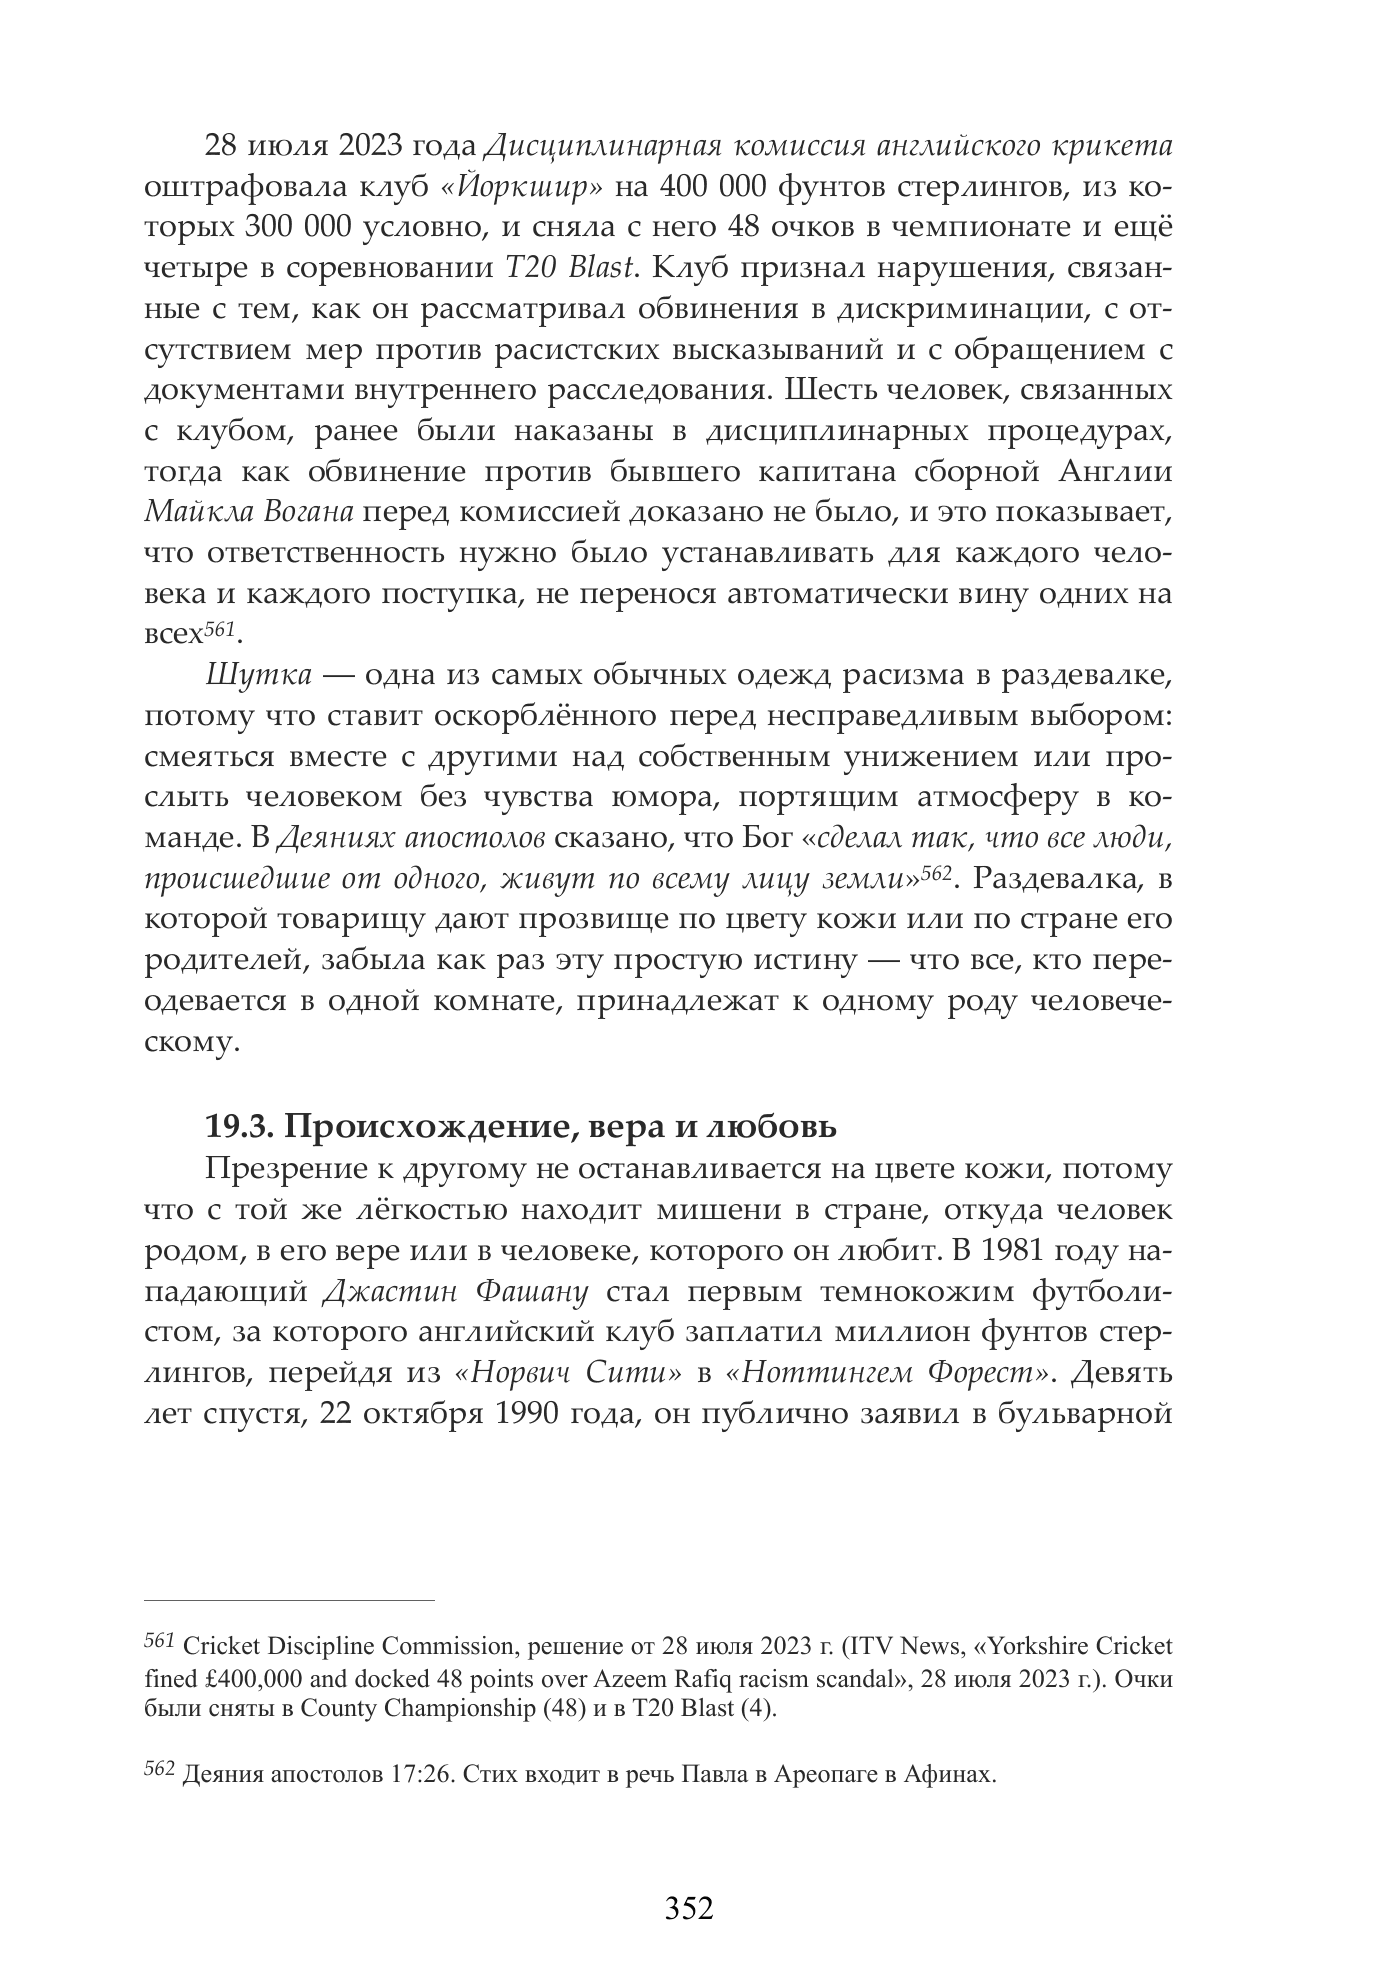 28 июля 2023 года Дисциплинарная комиссия английского крикета
оштрафовала клуб «Йоркшир» на 400 000 фунтов стерлингов, из ко-
торых 300 000 условно, и сняла с него 48 очков в чемпионате и ещё
четыре в соревновании T20 Blast. Клуб признал нарушения, связан-
ные с тем, как он рассматривал обвинения в дискриминации, с от-
сутствием мер против расистских высказываний и с обращением с
документами внутреннего расследования. Шесть человек, связанных
с клубом, ранее были наказаны в дисциплинарных процедурах,
тогда как обвинение против бывшего капитана сборной Англии
Майкла Вогана перед комиссией доказано не было, и это показывает,
что ответственность нужно было устанавливать для каждого чело-
века и каждого поступка, не перенося автоматически вину одних на
всех561.
Шутка — одна из самых обычных одежд расизма в раздевалке,
потому что ставит оскорблённого перед несправедливым выбором:
смеяться вместе с другими над собственным унижением или про-
слыть человеком без чувства юмора, портящим атмосферу в ко-
манде. В Деяниях апостолов сказано, что Бог «сделал так, что все люди,
происшедшие от одного, живут по всему лицу земли»562. Раздевалка, в
которой товарищу дают прозвище по цвету кожи или по стране его
родителей, забыла как раз эту простую истину — что все, кто пере-
одевается в одной комнате, принадлежат к одному роду человече-
скому.
19.3. Происхождение, вера и любовь
Презрение к другому не останавливается на цвете кожи, потому
что с той же лёгкостью находит мишени в стране, откуда человек
родом, в его вере или в человеке, которого он любит. В 1981 году на-
падающий Джастин Фашану стал первым темнокожим футболи-
стом, за которого английский клуб заплатил миллион фунтов стер-
лингов, перейдя из «Норвич Сити» в «Ноттингем Форест». Девять
лет спустя, 22 октября 1990 года, он публично заявил в бульварной
561 Cricket Discipline Commission, решение от 28 июля 2023 г. (ITV News, «Yorkshire Cricket
fined £400,000 and docked 48 points over Azeem Rafiq racism scandal», 28 июля 2023 г.). Очки
были сняты в County Championship (48) и в T20 Blast (4).
562 Деяния апостолов 17:26. Стих входит в речь Павла в Ареопаге в Афинах.
352